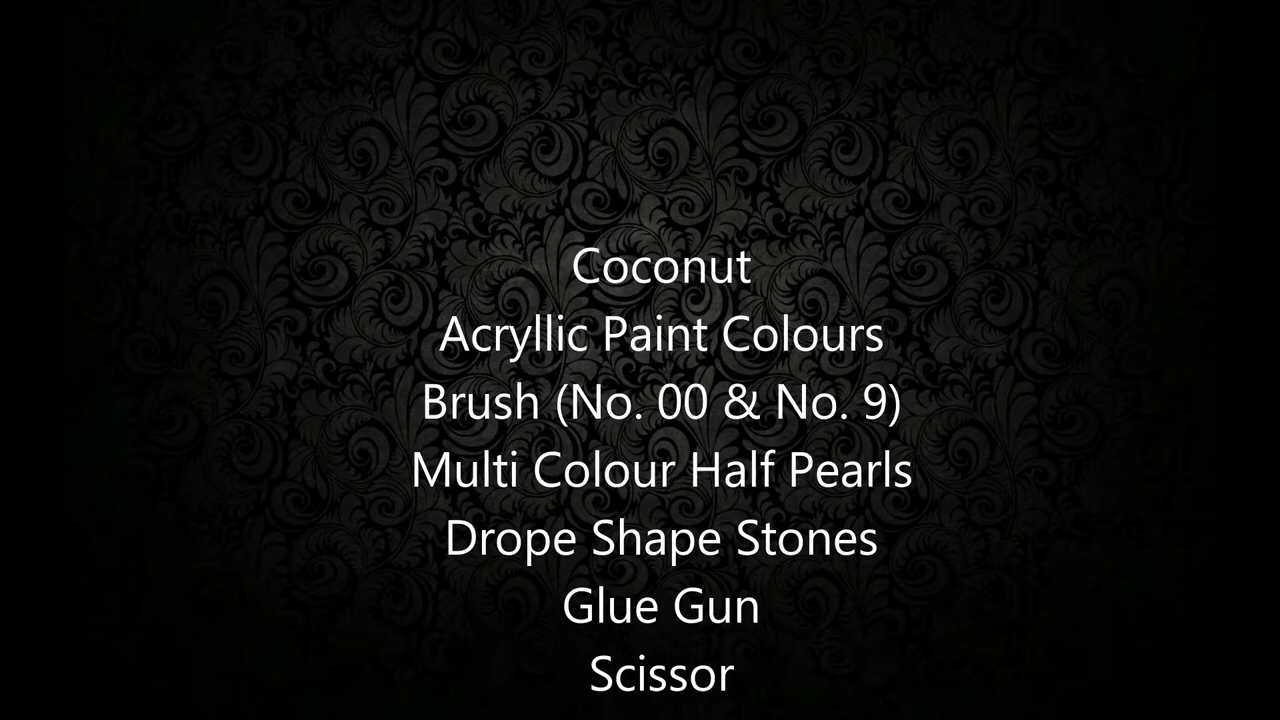 Coconut
Acryllic Paint Colours
Brush (No. 00 & No. 9)
Multi Colour Half Pearls
Drope Shape Stones
Glue Gun
Scissor